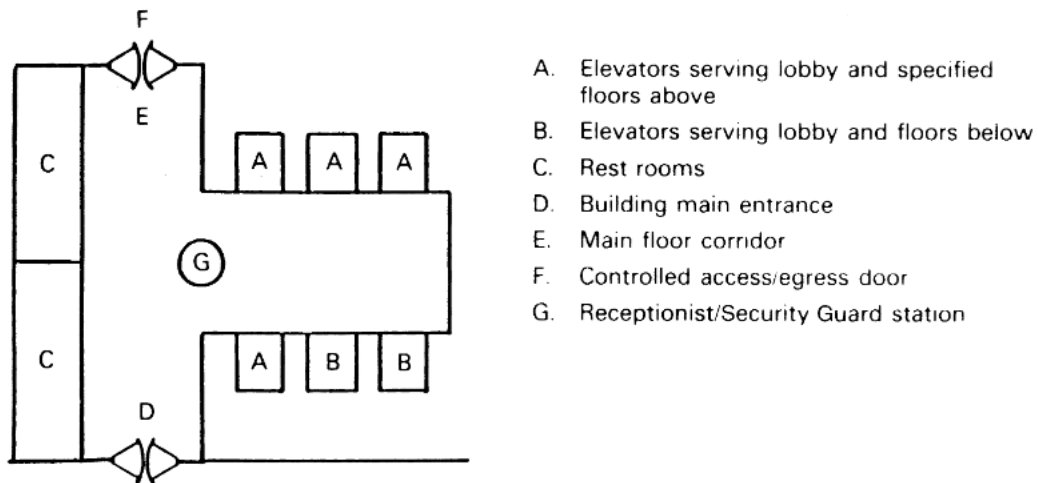 F
E
C
A
A
A
G
C
A
B
B
D
A. Elevators serving lobby and specified
floors above
B. Elevators serving lobby and floors below
C. Rest rooms
D. Building main entrance
E. Main floor corridor
F. Controlled access/egress door
G. Receptionist/Security Guard station